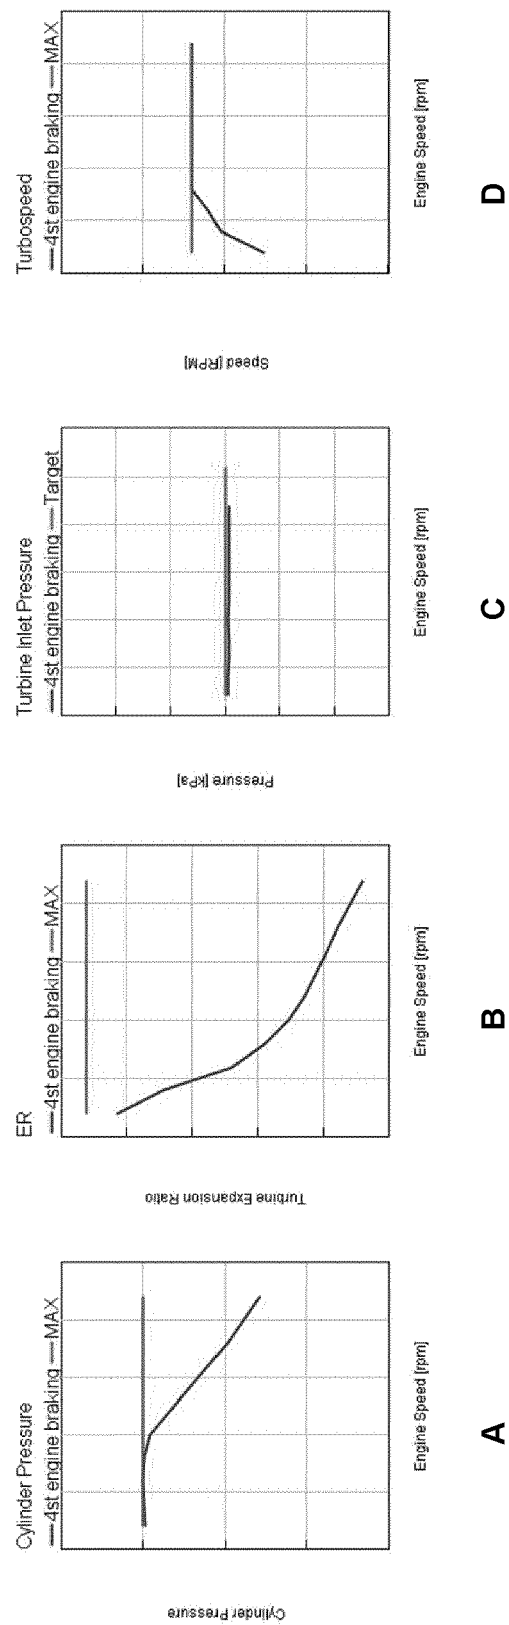 Cylinder Pressure
4st engine braking MAX
Cylinder Pressure
Engine Speed [rpm]
A
ER
4st engine braking MAX
Turbine Expansion Ratio
Engine Speed [rpm]
B
Turbine Inlet Pressure
4st engine braking Target
Pressure [kPa]
Engine Speed [rpm]
C
Turbospeed
4st engine braking MAX
Speed [RPM]
Engine Speed [rpm]
D